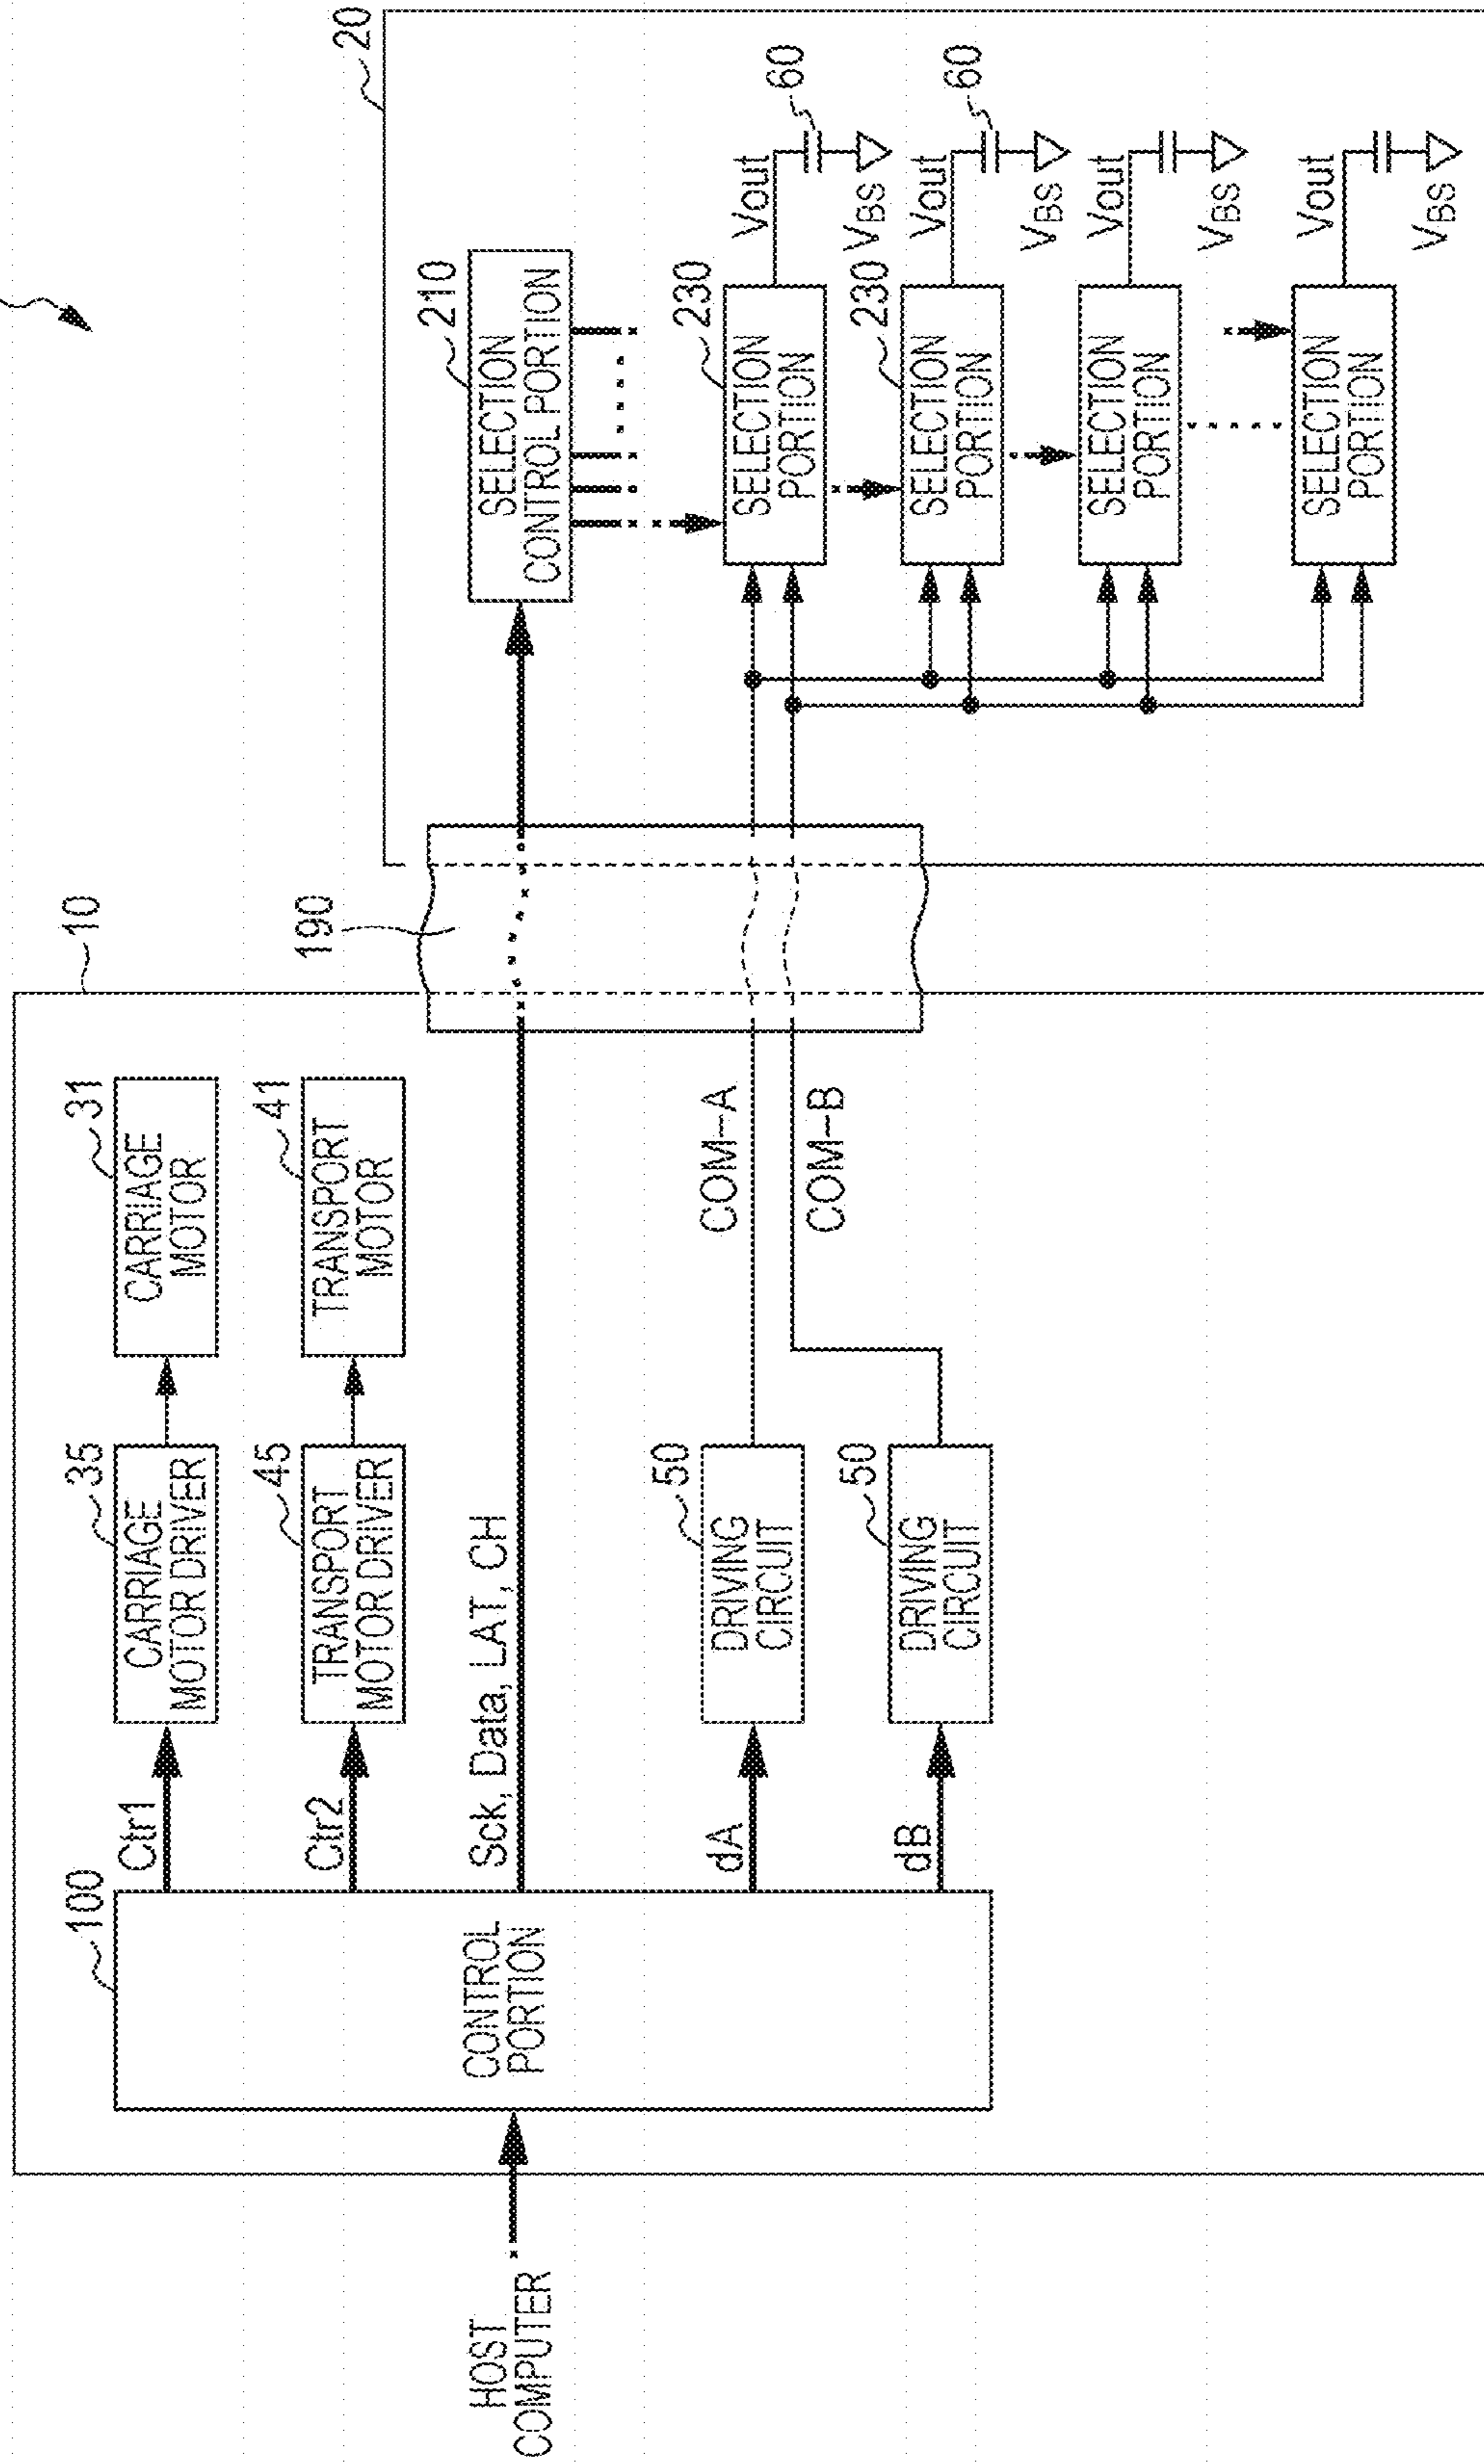 10
20
100
35
31
190
210
HOST
COMPUTER
CONTROL
PORTION
Ctr1
CARRIAGE
MOTOR DRIVER
CARRIAGE
MOTOR
Ctr2
45
TRANSPORT
MOTOR DRIVER
41
TRANSPORT
MOTOR
Sck, Data, LAT, CH
SELECTION
CONTROL PORTION
dA
50
DRIVING
CIRCUIT
COM-A
230
SELECTION
PORTION
Vout
60
VBS
dB
50
DRIVING
CIRCUIT
COM-B
230
SELECTION
PORTION
Vout
60
VBS
SELECTION
PORTION
Vout
VBS
SELECTION
PORTION
Vout
VBS